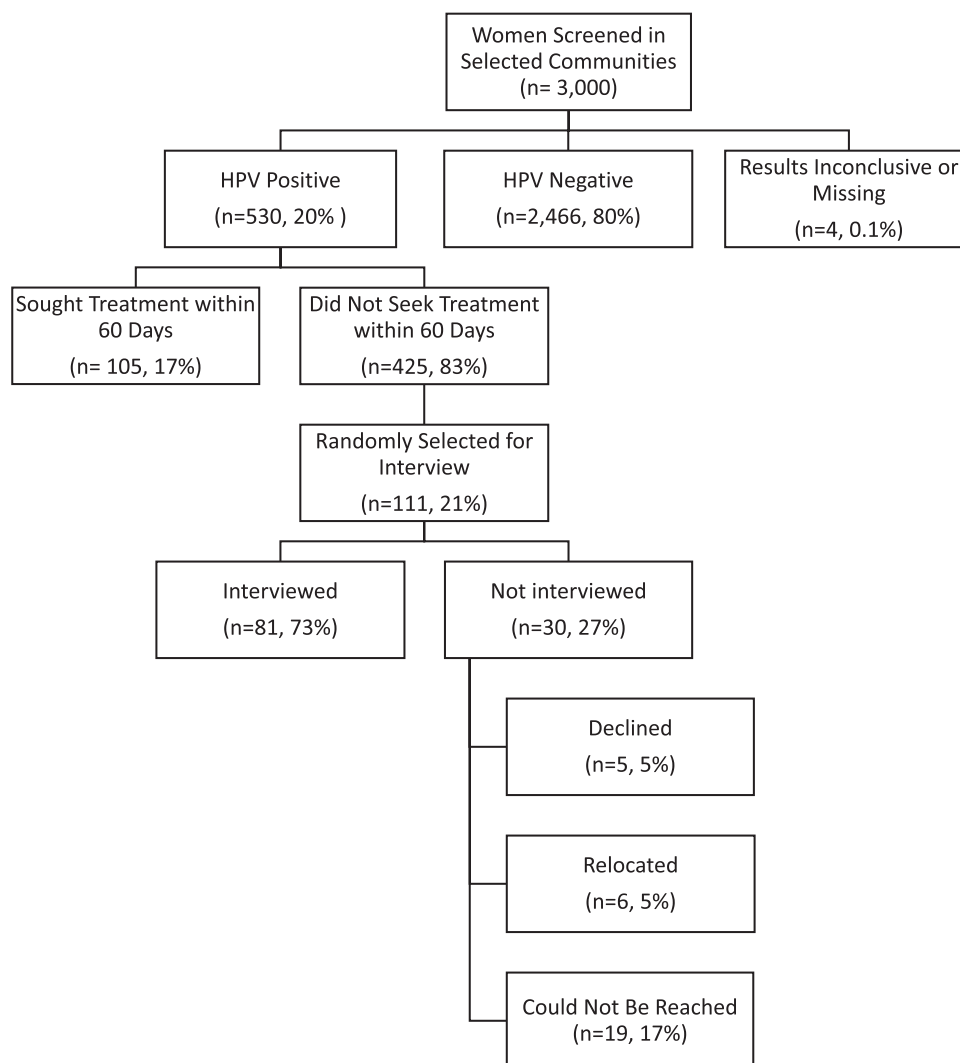 Women Screened in
Selected Communities
(n= 3,000)
HPV Positive
(n=530, 20% )
HPV Negative
(n=2,466, 80%)
Results Inconclusive or
Missing
(n=4, 0.1%)
Sought Treatment within
60 Days
(n= 105, 17%)
Did Not Seek Treatment
within 60 Days
(n=425, 83%)
Randomly Selected for
Interview
(n=111, 21%)
Interviewed
(n=81, 73%)
Not interviewed
(n=30, 27%)
Declined
(n=5, 5%)
Relocated
(n=6, 5%)
Could Not Be Reached
(n=19, 17%)